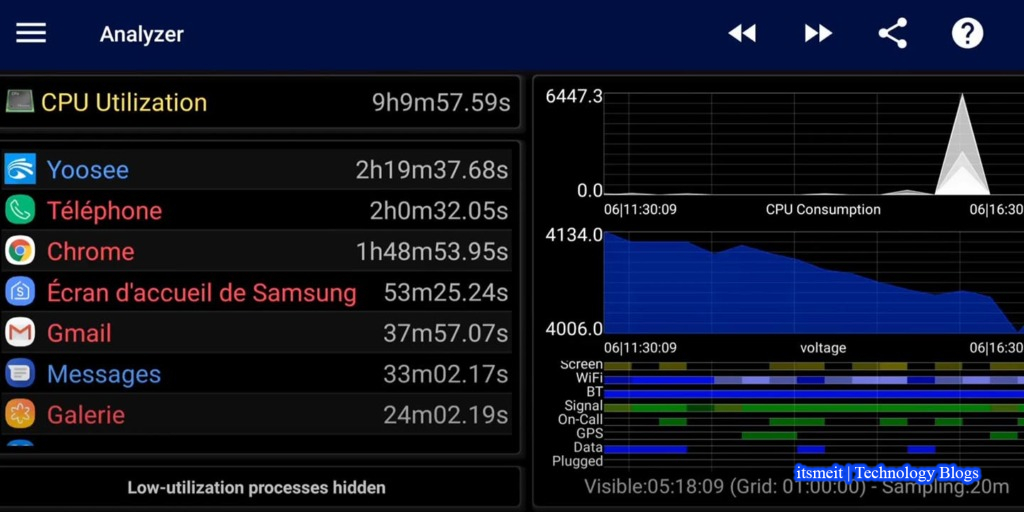 Analyzer
CPU Utilization 9h9m57.59s
Yoosee 2h19m37.68s
Téléphone 2h0m32.05s
Chrome 1h48m53.95s
Écran d'accueil de Samsung 53m25.24s
Gmail 37m57.07s
Messages 33m02.17s
Galerie 24m02.19s
Low-utilization processes hidden
6447.3
0.0
06|11:30:09 CPU Consumption 06|16:30
4134.0
4006.0
06|11:30:09 voltage 06|16:30
Screen
WiFi
BT
Signal
On-Call
GPS
Data
Plugged
itsmeit | Technology Blogs
Visible:05:18:09 (Grid: 01:00:00) - Sampling:20m